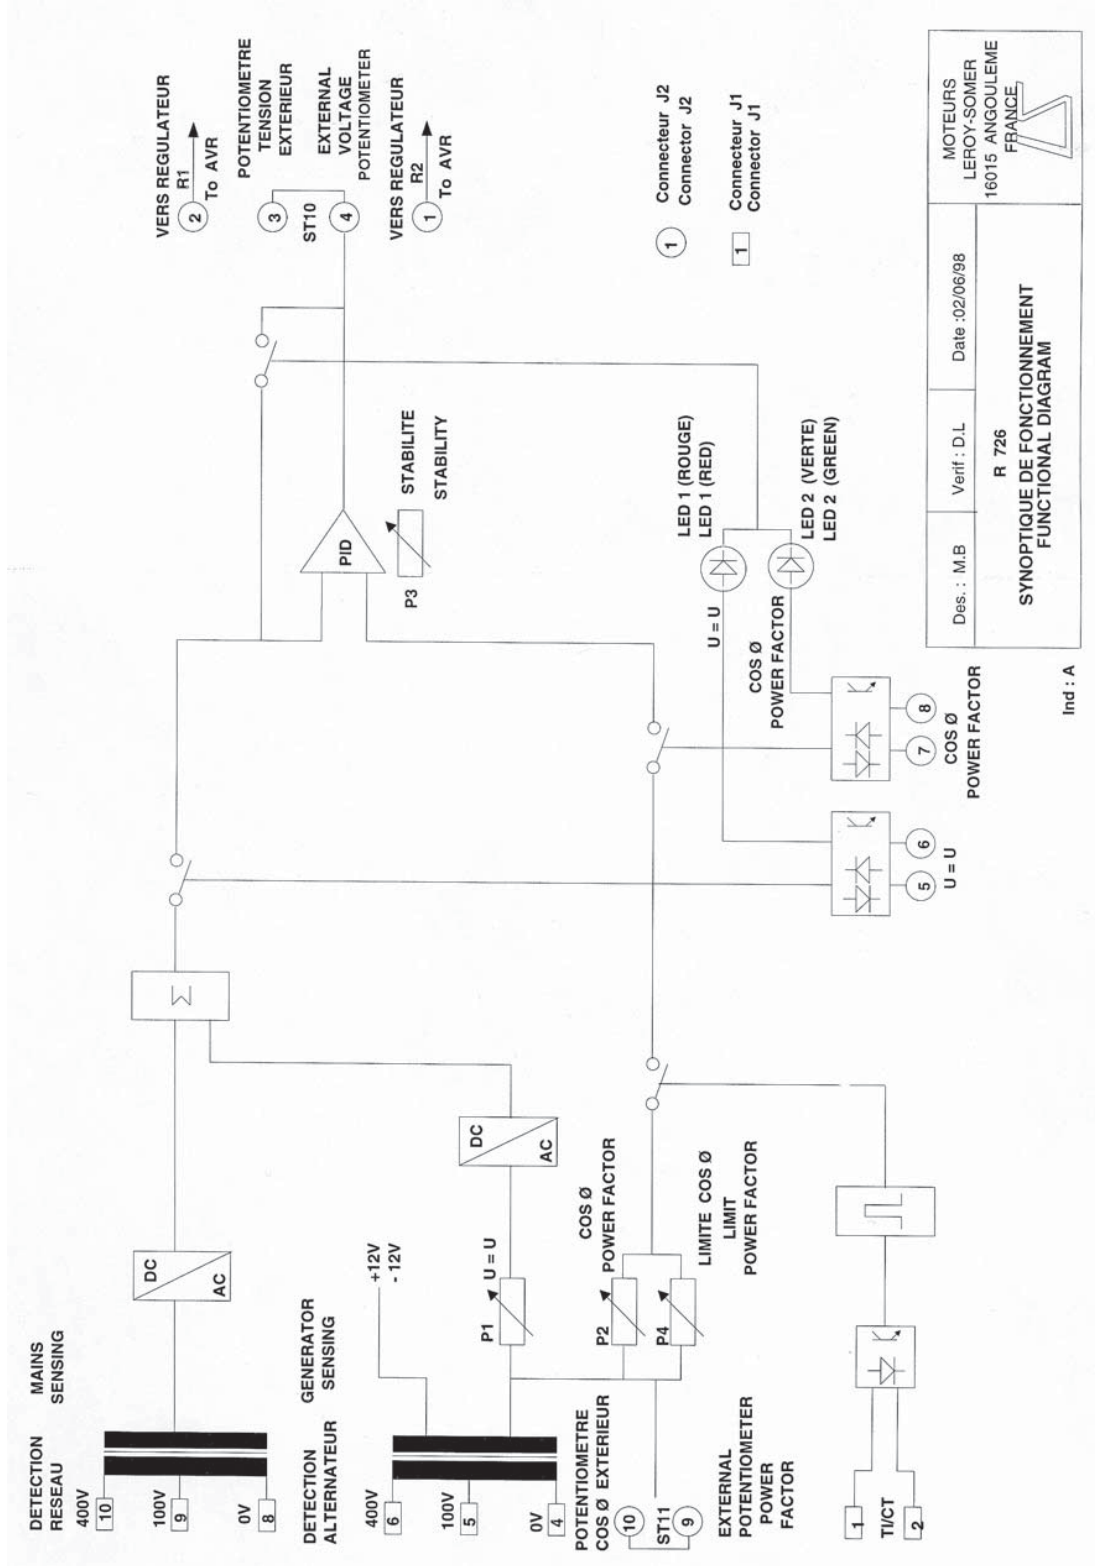 DETECTION
RESEAU
MAINS
SENSING
400V
10
100V
9
0V
8
DC
AC
Σ
DETECTION
ALTERNATEUR
GENERATOR
SENSING
400V
6
100V
5
0V
4
+12V
-12V
P1
U = U
DC
AC
POTENTIOMETRE
COS Ø EXTERIEUR
10
ST11
9
EXTERNAL
POTENTIOMETER
POWER
FACTOR
P2
COS Ø
POWER FACTOR
P4
LIMITE COS Ø
LIMIT
POWER FACTOR
1
TI/CT
2
5
6
U = U
7
8
COS Ø
POWER FACTOR
U = U
COS Ø
POWER FACTOR
LED 1 (ROUGE)
LED 1 (RED)
LED 2 (VERTE)
LED 2 (GREEN)
PID
P3
STABILITE
STABILITY
VERS REGULATEUR
R1
2
To AVR
POTENTIOMETRE
TENSION
EXTERIEUR
3
ST10
4
EXTERNAL
VOLTAGE
POTENTIOMETER
VERS REGULATEUR
R2
1
To AVR
1
Connecteur J2
Connector J2
1
Connecteur J1
Connector J1
Des. : M.B
Verif : D.L
Date :02/06/98
MOTEURS
LEROY-SOMER
16015 ANGOULEME
FRANCE
R 726
SYNOPTIQUE DE FONCTIONNEMENT
FUNCTIONAL DIAGRAM
Ind : A